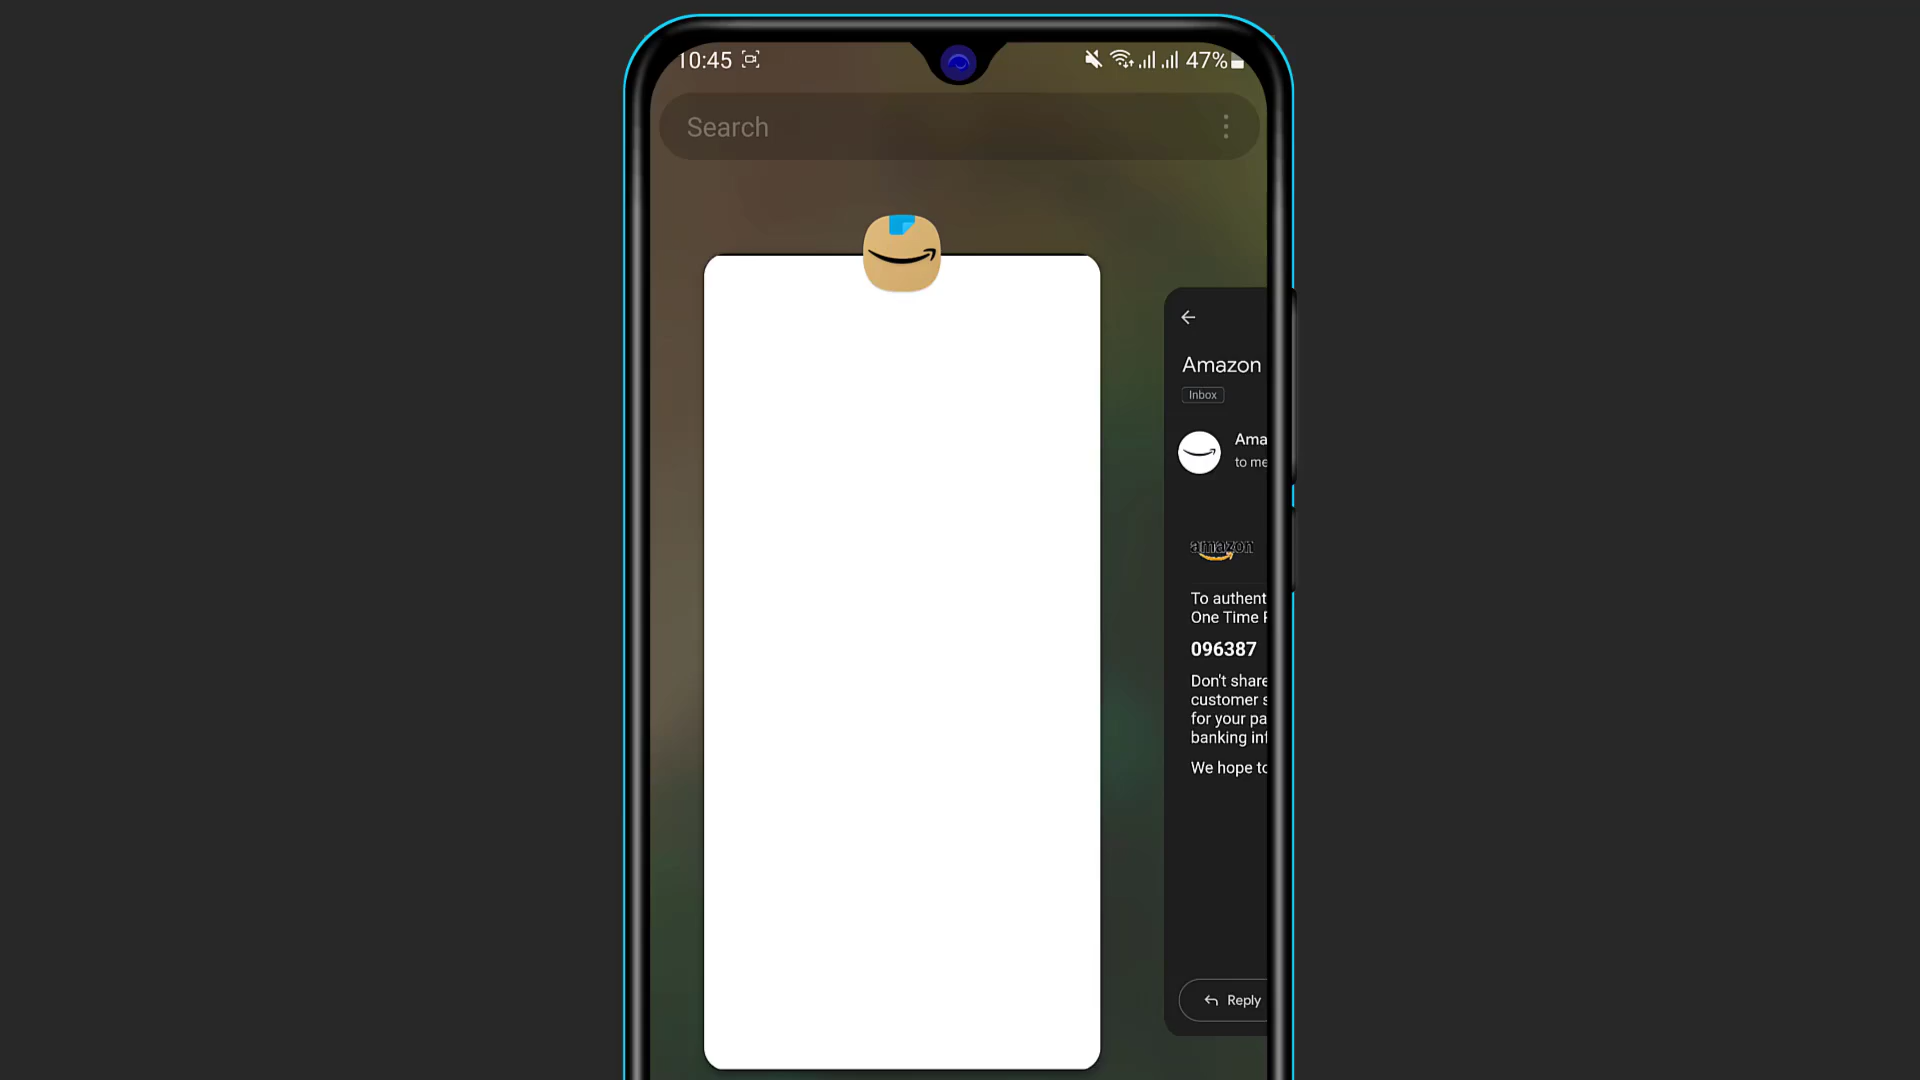 10:45
47%
Search
Amazon
Inbox
Ama
to me
amazon
To authent
One Time
096387
Don't share
customer s
for your pa
banking inf
We hope to
Reply